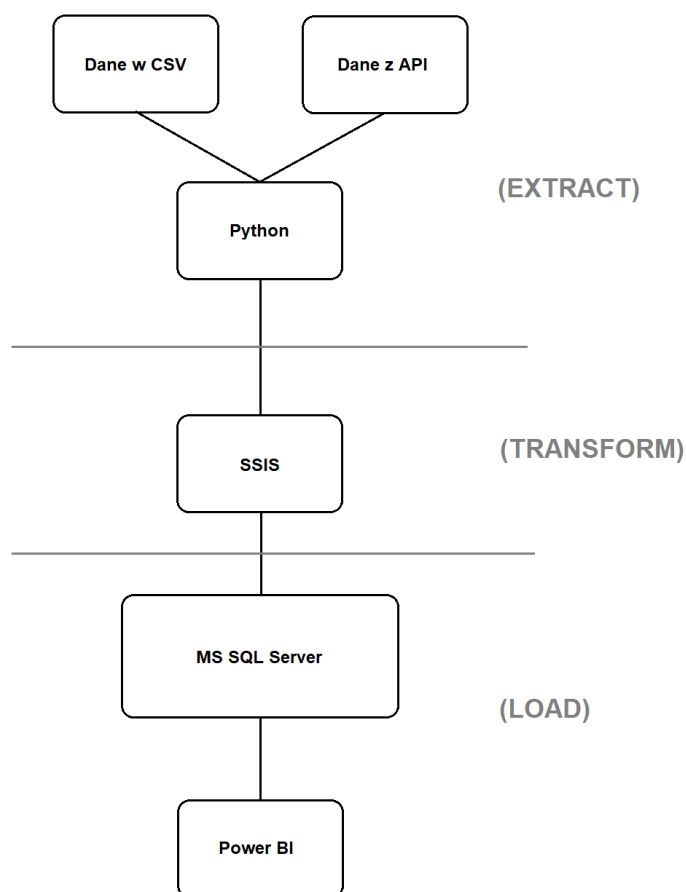 Dane w CSV
Dane z API
(EXTRACT)
Python
(TRANSFORM)
SSIS
MS SQL Server
(LOAD)
Power BI